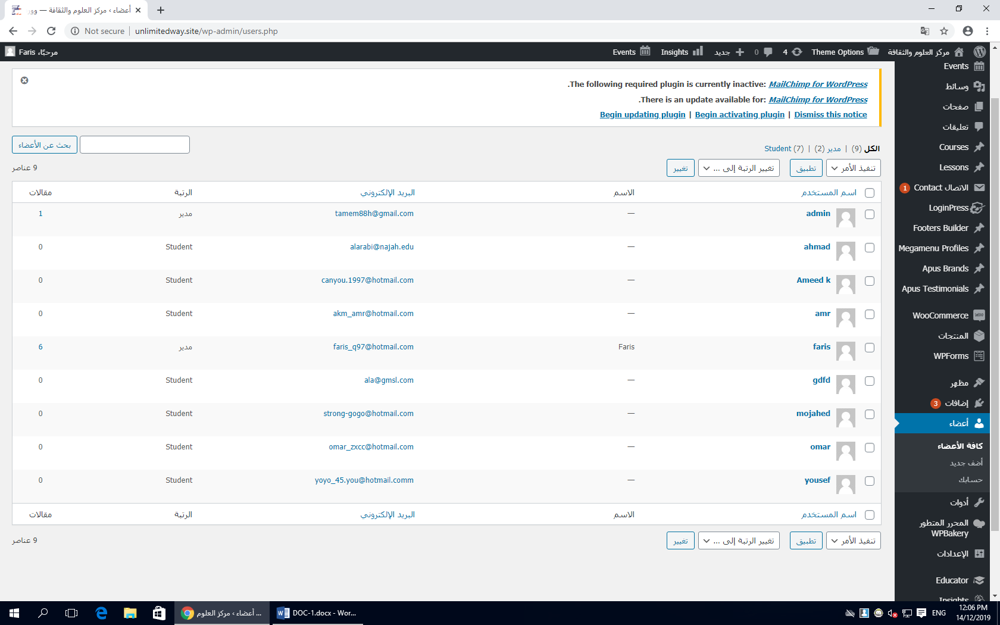 أعضاء ‹ مركز العلوم والثقافة — وور
Not secure | unlimitedway.site/wp-admin/users.php
مركز العلوم والثقافة Theme Options 4 0 جديد Insights Events
مرحبًا، Faris
The following required plugin is currently inactive: MailChimp for WordPress.
There is an update available for: MailChimp for WordPress.
Begin updating plugin | Begin activating plugin | Dismiss this notice
الكل (9) | مدير (2) | Student (7)
بحث عن الأعضاء
تنفيذ الأمر تطبيق تغيير الرتبة إلى ... تغيير
9 عناصر
اسم المستخدم الاسم البريد الإلكتروني الرتبة مقالات
admin — tamem88h@gmail.com مدير 1
ahmad — alarabi@najah.edu Student 0
Ameed k — canyou.1997@hotmail.com Student 0
amr — akm_amr@hotmail.com Student 0
faris Faris faris_q97@hotmail.com مدير 6
gdfd — ala@gmsl.com Student 0
mojahed — strong-gogo@hotmail.com Student 0
omar — omar_zxcc@hotmail.com Student 0
yousef — yoyo_45.you@hotmail.comm Student 0
اسم المستخدم الاسم البريد الإلكتروني الرتبة مقالات
تنفيذ الأمر تطبيق تغيير الرتبة إلى ... تغيير
9 عناصر
Events
وسائط
صفحات
تعليقات
Courses
Lessons
الاتصال Contact 1
LoginPress
Footers Builder
Megamenu Profiles
Apus Brands
Apus Testimonials
WooCommerce
المنتجات
WPForms
مظهر
إضافات 3
أعضاء
كافة الأعضاء
أضف جديد
حسابك
أدوات
المحرر المتطور
WPBakery
الإعدادات
Educator
Insights
أعضاء ‹ مركز العلوم ...
DOC-1.docx - Wor...
ENG
12:06 PM
14/12/2019